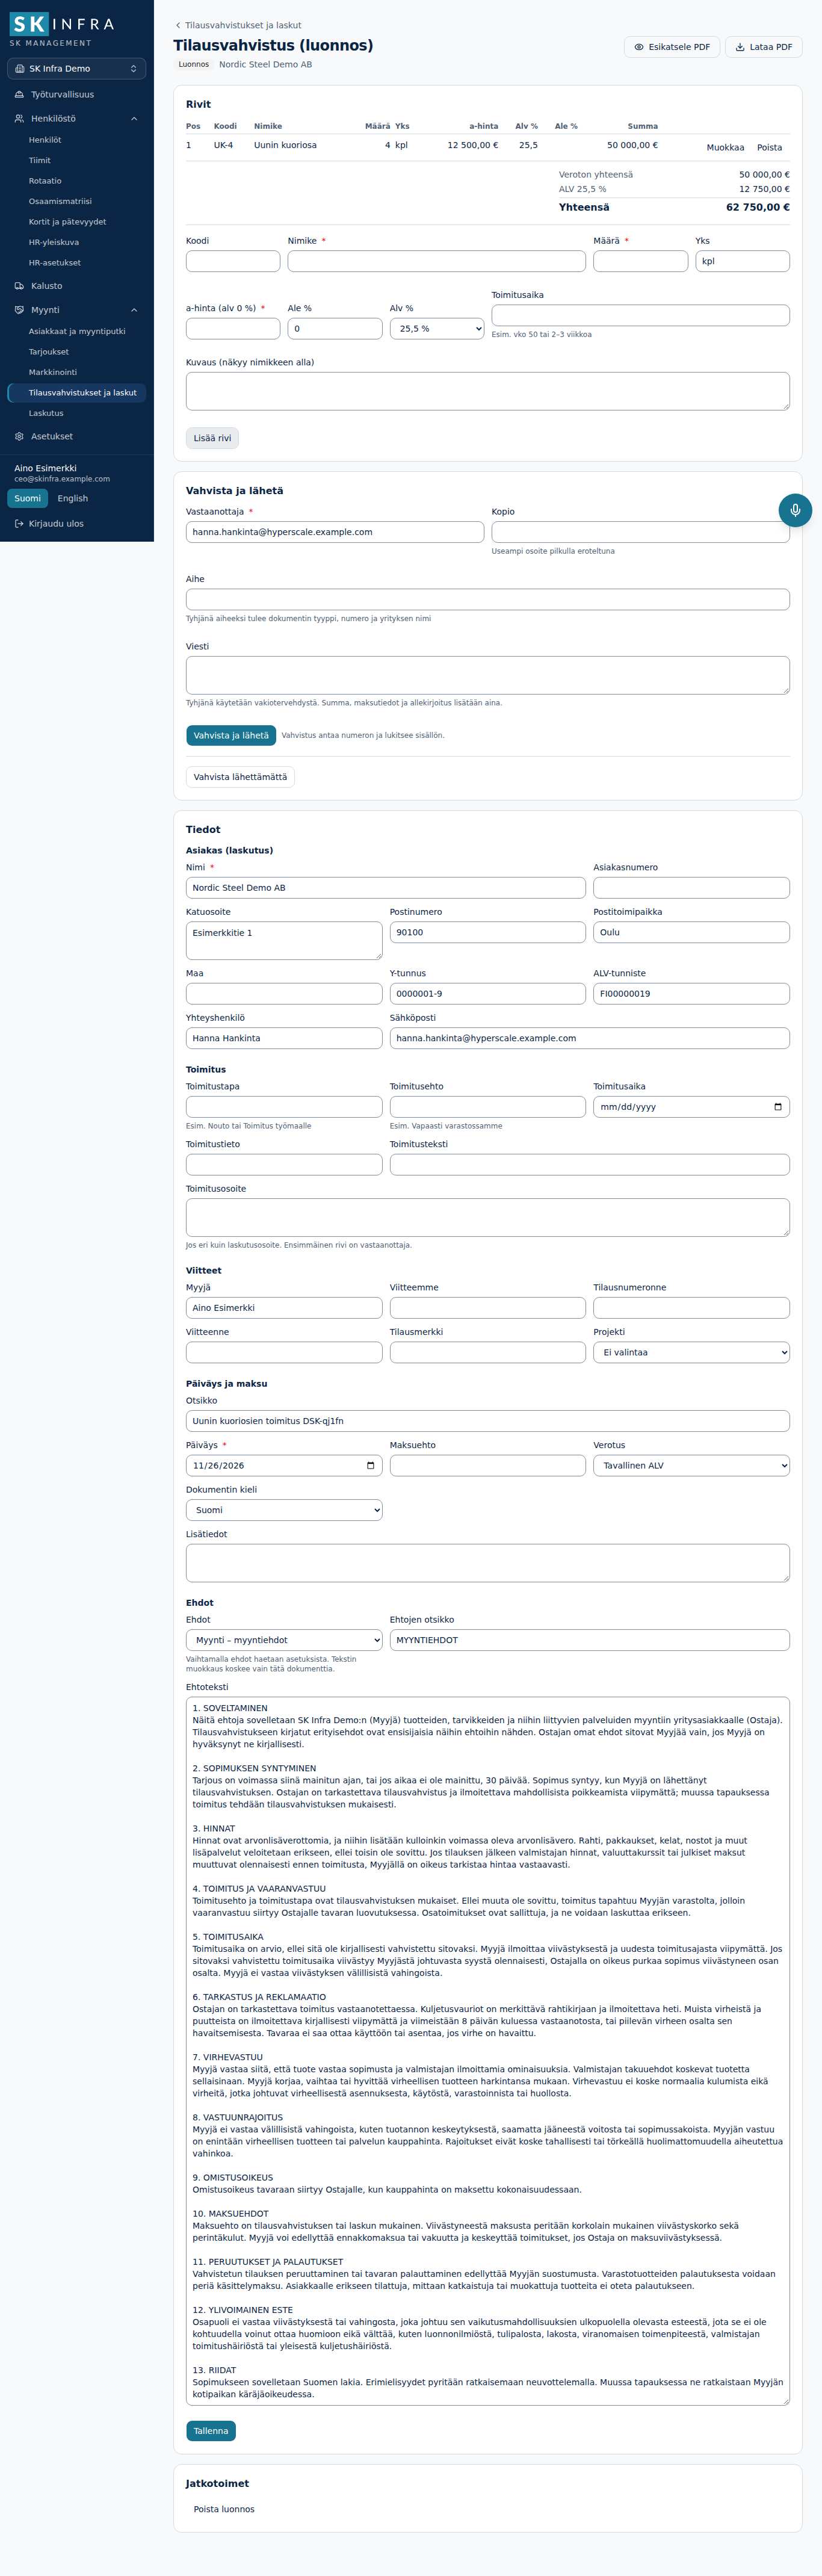 SK INFRA
SK MANAGEMENT
SK Infra Demo
Työturvallisuus
Henkilöstö
Henkilöt
Tiimit
Rotaatio
Osaamismatriisi
Kortit ja pätevyydet
HR-yleiskuva
HR-asetukset
Kalusto
Myynti
Asiakkaat ja myyntiputki
Tarjoukset
Markkinointi
Tilausvahvistukset ja laskut
Laskutus
Asetukset
Aino Esimerkki
ceo@skinfra.example.com
Suomi English
Kirjaudu ulos
Tilausvahvistukset ja laskut
Tilausvahvistus (luonnos)
Luonnos Nordic Steel Demo AB
Esikatsele PDF Lataa PDF
Rivit
Pos Koodi Nimike Määrä Yks a-hinta Alv % Ale % Summa
1 UK-4 Uunin kuoriosa 4 kpl 12 500,00 € 25,5 50 000,00 € Muokkaa Poista
Veroton yhteensä 50 000,00 €
ALV 25,5 % 12 750,00 €
Yhteensä 62 750,00 €
Koodi Nimike * Määrä * Yks
kpl
a-hinta (alv 0 %) * Ale % Alv % Toimitusaika
0 25,5 %
Esim. vko 50 tai 2–3 viikkoa
Kuvaus (näkyy nimikkeen alla)
Lisää rivi
Vahvista ja lähetä
Vastaanottaja * Kopio
hanna.hankinta@hyperscale.example.com
Useampi osoite pilkulla eroteltuna
Aihe
Tyhjänä aiheeksi tulee dokumentin tyyppi, numero ja yrityksen nimi
Viesti
Tyhjänä käytetään vakiotervehdystä. Summa, maksutiedot ja allekirjoitus lisätään aina.
Vahvista ja lähetä Vahvistus antaa numeron ja lukitsee sisällön.
Vahvista lähettämättä
Tiedot
Asiakas (laskutus)
Nimi * Asiakasnumero
Nordic Steel Demo AB
Katuosoite Postinumero Postitoimipaikka
Esimerkkitie 1 90100 Oulu
Maa Y-tunnus ALV-tunniste
0000001-9 FI00000019
Yhteyshenkilö Sähköposti
Hanna Hankinta hanna.hankinta@hyperscale.example.com
Toimitus
Toimitustapa Toimitusehto Toimitusaika
mm/dd/yyyy
Esim. Nouto tai Toimitus työmaalle Esim. Vapaasti varastossamme
Toimitustieto Toimitusteksti
Toimitusosoite
Jos eri kuin laskutusosoite. Ensimmäinen rivi on vastaanottaja.
Viitteet
Myyjä Viitteemme Tilausnumeronne
Aino Esimerkki
Viitteenne Tilausmerkki Projekti
Ei valintaa
Päiväys ja maksu
Otsikko
Uunin kuoriosien toimitus DSK-qj1fn
Päiväys * Maksuehto Verotus
11/26/2026 Tavallinen ALV
Dokumentin kieli
Suomi
Lisätiedot
Ehdot
Ehdot Ehtojen otsikko
Myynti – myyntiehdot MYYNTIEHDOT
Vaihtamalla ehdot haetaan asetuksista. Tekstin
muokkaus koskee vain tätä dokumenttia.
Ehtoteksti
1. SOVELTAMINEN
Näitä ehtoja sovelletaan SK Infra Demo:n (Myyjä) tuotteiden, tarvikkeiden ja niihin liittyvien palveluiden myyntiin yritysasiakkaalle (Ostaja).
Tilausvahvistukseen kirjatut erityisehdot ovat ensisijaisia näihin ehtoihin nähden. Ostajan omat ehdot sitovat Myyjää vain, jos Myyjä on
hyväksynyt ne kirjallisesti.
2. SOPIMUKSEN SYNTYMINEN
Tarjous on voimassa siinä mainitun ajan, tai jos aikaa ei ole mainittu, 30 päivää. Sopimus syntyy, kun Myyjä on lähettänyt
tilausvahvistuksen. Ostajan on tarkastettava tilausvahvistus ja ilmoitettava mahdollisista poikkeamista viipymättä; muussa tapauksessa
toimitus tehdään tilausvahvistuksen mukaisesti.
3. HINNAT
Hinnat ovat arvonlisäverottomia, ja niihin lisätään kulloinkin voimassa oleva arvonlisävero. Rahti, pakkaukset, kelat, nostot ja muut
lisäpalvelut veloitetaan erikseen, ellei toisin ole sovittu. Jos tilauksen jälkeen valmistajan hinnat, valuuttakurssit tai julkiset maksut
muuttuvat olennaisesti ennen toimitusta, Myyjällä on oikeus tarkistaa hintaa vastaavasti.
4. TOIMITUS JA VAARANVASTUU
Toimitusehto ja toimitustapa ovat tilausvahvistuksen mukaiset. Ellei muuta ole sovittu, toimitus tapahtuu Myyjän varastolta, jolloin
vaaranvastuu siirtyy Ostajalle tavaran luovutuksessa. Osatoimitukset ovat sallittuja, ja ne voidaan laskuttaa erikseen.
5. TOIMITUSAIKA
Toimitusaika on arvio, ellei sitä ole kirjallisesti vahvistettu sitovaksi. Myyjä ilmoittaa viivästyksestä ja uudesta toimitusajasta viipymättä. Jos
sitovaksi vahvistettu toimitusaika viivästyy Myyjästä johtuvasta syystä olennaisesti, Ostajalla on oikeus purkaa sopimus viivästyneen osan
osalta. Myyjä ei vastaa viivästyksen välillisistä vahingoista.
6. TARKASTUS JA REKLAMAATIO
Ostajan on tarkastettava toimitus vastaanotettaessa. Kuljetusvauriot on merkittävä rahtikirjaan ja ilmoitettava heti. Muista virheistä ja
puutteista on ilmoitettava kirjallisesti viipymättä ja viimeistään 8 päivän kuluessa vastaanotosta, tai piilevän virheen osalta sen
havaitsemisesta. Tavaraa ei saa ottaa käyttöön tai asentaa, jos virhe on havaittu.
7. VIRHEVASTUU
Myyjä vastaa siitä, että tuote vastaa sopimusta ja valmistajan ilmoittamia ominaisuuksia. Valmistajan takuuehdot koskevat tuotetta
sellaisinaan. Myyjä korjaa, vaihtaa tai hyvittää virheellisen tuotteen harkintansa mukaan. Virhevastuu ei koske normaalia kulumista eikä
virheitä, jotka johtuvat virheellisestä asennuksesta, käytöstä, varastoinnista tai huollosta.
8. VASTUUNRAJOITUS
Myyjä ei vastaa välillisistä vahingoista, kuten tuotannon keskeytyksestä, saamatta jääneestä voitosta tai sopimussakoista. Myyjän vastuu
on enintään virheellisen tuotteen tai palvelun kauppahinta. Rajoitukset eivät koske tahallisesti tai törkeällä huolimattomuudella aiheutettua
vahinkoa.
9. OMISTUSOIKEUS
Omistusoikeus tavaraan siirtyy Ostajalle, kun kauppahinta on maksettu kokonaisuudessaan.
10. MAKSUEHDOT
Maksuehto on tilausvahvistuksen tai laskun mukainen. Viivästyneestä maksusta peritään korkolain mukainen viivästyskorko sekä
perintäkulut. Myyjä voi edellyttää ennakkomaksua tai vakuutta ja keskeyttää toimitukset, jos Ostaja on maksuviivästyksessä.
11. PERUUTUKSET JA PALAUTUKSET
Vahvistetun tilauksen peruuttaminen tai tavaran palauttaminen edellyttää Myyjän suostumusta. Varastotuotteiden palautuksesta voidaan
periä käsittelymaksu. Asiakkaalle erikseen tilattuja, mittaan katkaistuja tai muokattuja tuotteita ei oteta palautukseen.
12. YLIVOIMAINEN ESTE
Osapuoli ei vastaa viivästyksestä tai vahingosta, joka johtuu sen vaikutusmahdollisuuksien ulkopuolella olevasta esteestä, jota se ei ole
kohtuudella voinut ottaa huomioon eikä välttää, kuten luonnonilmiöstä, tulipalosta, lakosta, viranomaisen toimenpiteestä, valmistajan
toimitushäiriöstä tai yleisestä kuljetushäiriöstä.
13. RIIDAT
Sopimukseen sovelletaan Suomen lakia. Erimielisyydet pyritään ratkaisemaan neuvottelemalla. Muussa tapauksessa ne ratkaistaan Myyjän
kotipaikan käräjäoikeudessa.
Tallenna
Jatkotoimet
Poista luonnos